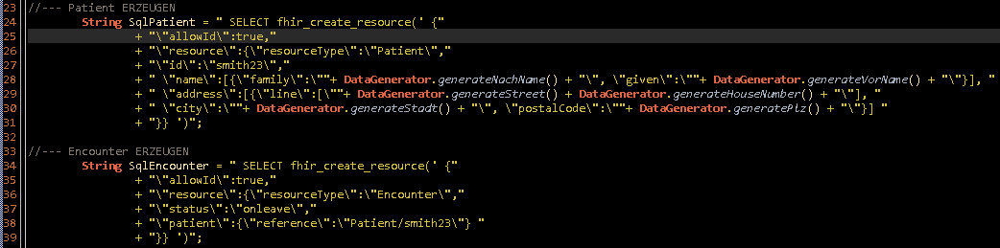 23 //--- Patient ERZEUGEN
24 String SqlPatient = " SELECT fhir_create_resource(' {"
25 + "\"allowId\":true,"
26 + "\"resource\":{\"resourceType\":\"Patient\","
27 + "\"id\":\"smith23\","
28 + " \"name\":[{\"family\":\""+ DataGenerator.generateNachName() + "\", \"given\":\""+ DataGenerator.generateVorName() + "\"}], "
29 + "\"address\":[{\"line\":[\""+ DataGenerator.generateStreet() + DataGenerator.generateHouseNumber() + "\"], "
30 + " \"city\":\""+ DataGenerator.generateStadt() + "\", \"postalCode\":\""+ DataGenerator.generatePlz() + "\"}] "
31 + "}} ')";
32
33 //--- Encounter ERZEUGEN
34 String SqlEncounter = " SELECT fhir_create_resource(' {"
35 + "\"allowId\":true,"
36 + "\"resource\":{\"resourceType\":\"Encounter\","
37 + "\"status\":\"onleave\","
38 + "\"patient\":{\"reference\":\"Patient/smith23\"} "
39 + "}} ')";